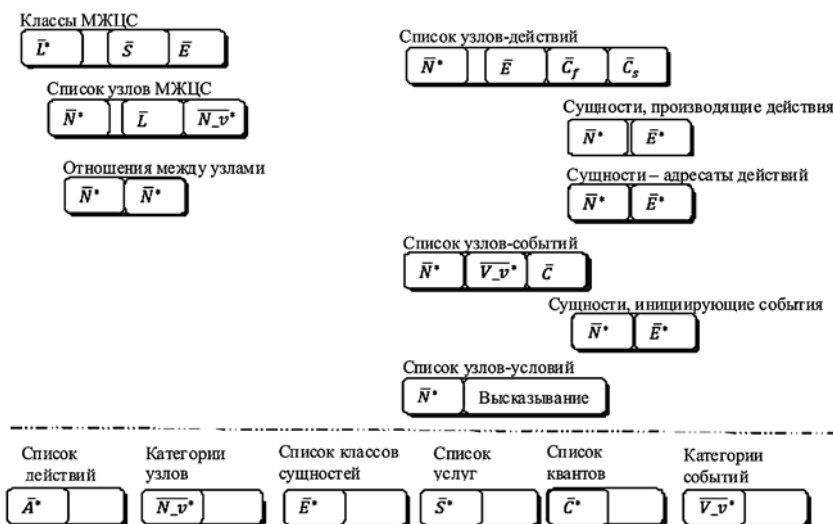 Классы МЖЦС
L̄* S̄ Ē
Список узлов МЖЦС
N̄* L̄ N_v̄*
Отношения между узлами
N̄* N̄*
Список узлов-действий
N̄* Ē C̄f C̄s
Сущности, производящие действия
N̄* Ē*
Сущности – адресаты действий
N̄* Ē*
Список узлов-событий
N̄* V_v̄* C̄
Сущности, инициирующие события
N̄* Ē*
Список узлов-условий
N̄* Высказывание
Список
действий
Ā*
Категории
узлов
N_v̄*
Список классов
сущностей
Ē*
Список
услуг
S̄*
Список
квантов
C̄*
Категории
событий
V_v̄*